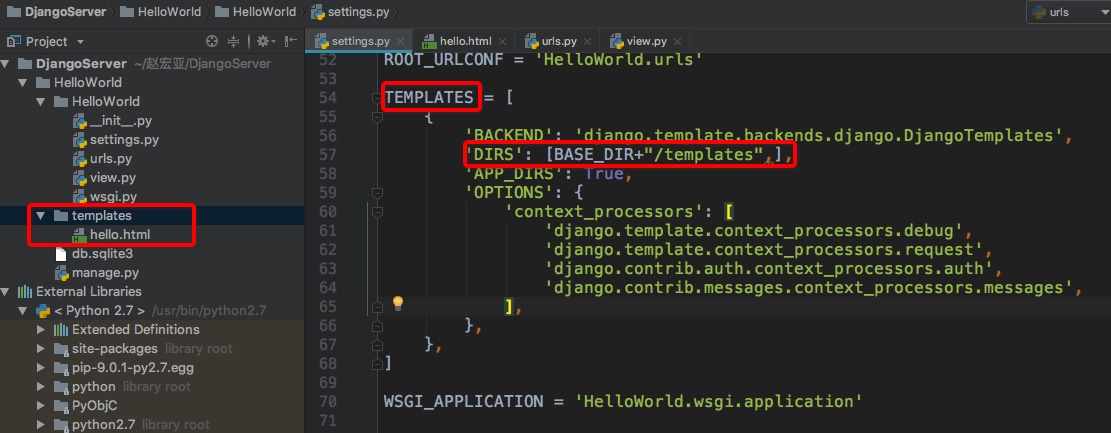 DjangoServer HelloWorld HelloWorld settings.py urls
Project
settings.py hello.html urls.py view.py
DjangoServer ~/赵宏亚/DjangoServer
HelloWorld
HelloWorld
__init__.py
settings.py
urls.py
view.py
wsgi.py
templates
hello.html
db.sqlite3
manage.py
External Libraries
< Python 2.7 > /usr/bin/python2.7
Extended Definitions
site-packages library root
pip-9.0.1-py2.7.egg
python library root
PyObjC
python2.7 library root
52 ROOT_URLCONF = 'HelloWorld.urls'
53
54 TEMPLATES = [
55 {
56 'BACKEND': 'django.template.backends.django.DjangoTemplates',
57 'DIRS': [BASE_DIR+"/templates",],
58 'APP_DIRS': True,
59 'OPTIONS': {
60 'context_processors': [
61 'django.template.context_processors.debug',
62 'django.template.context_processors.request',
63 'django.contrib.auth.context_processors.auth',
64 'django.contrib.messages.context_processors.messages',
65 ],
66 },
67 },
68 ]
69
70 WSGI_APPLICATION = 'HelloWorld.wsgi.application'
71